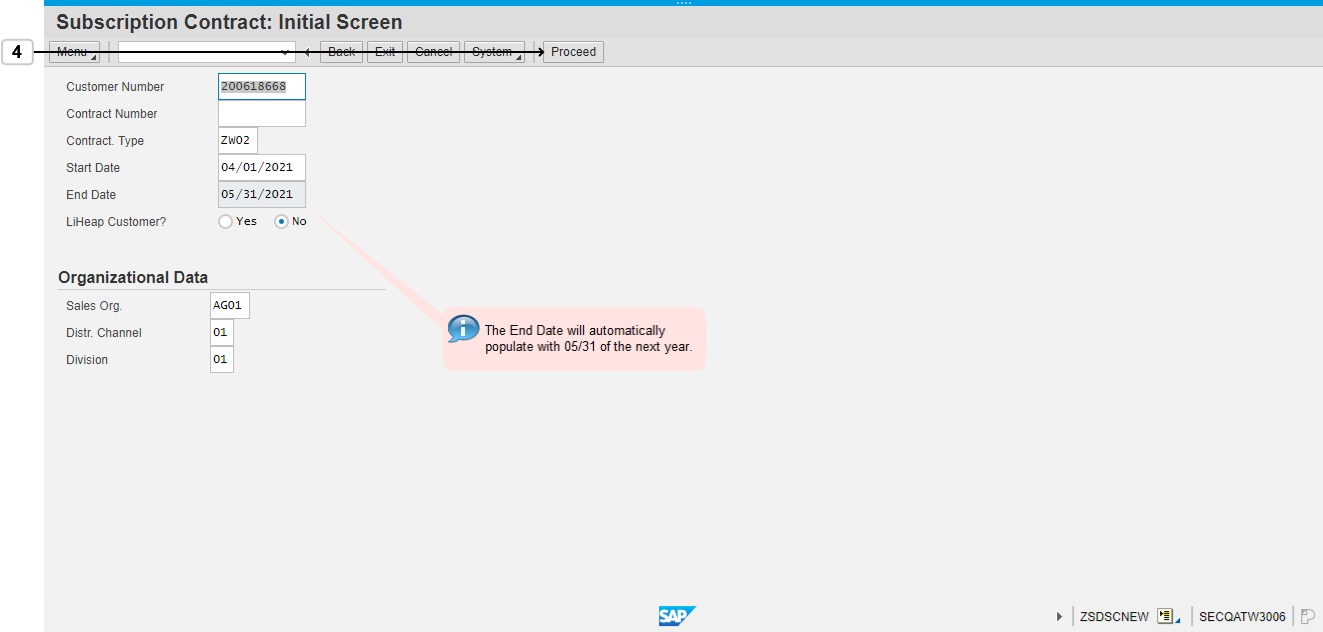 Subscription Contract: Initial Screen
4
Menu Back Exit Cancel System Proceed
Customer Number 200618668
Contract Number
Contract. Type ZW02
Start Date 04/01/2021
End Date 05/31/2021
LiHeap Customer? Yes No
Organizational Data
Sales Org. AG01
Distr. Channel 01
Division 01
The End Date will automatically
populate with 05/31 of the next year.
SAP ZSDSCNEW SECQATW3006